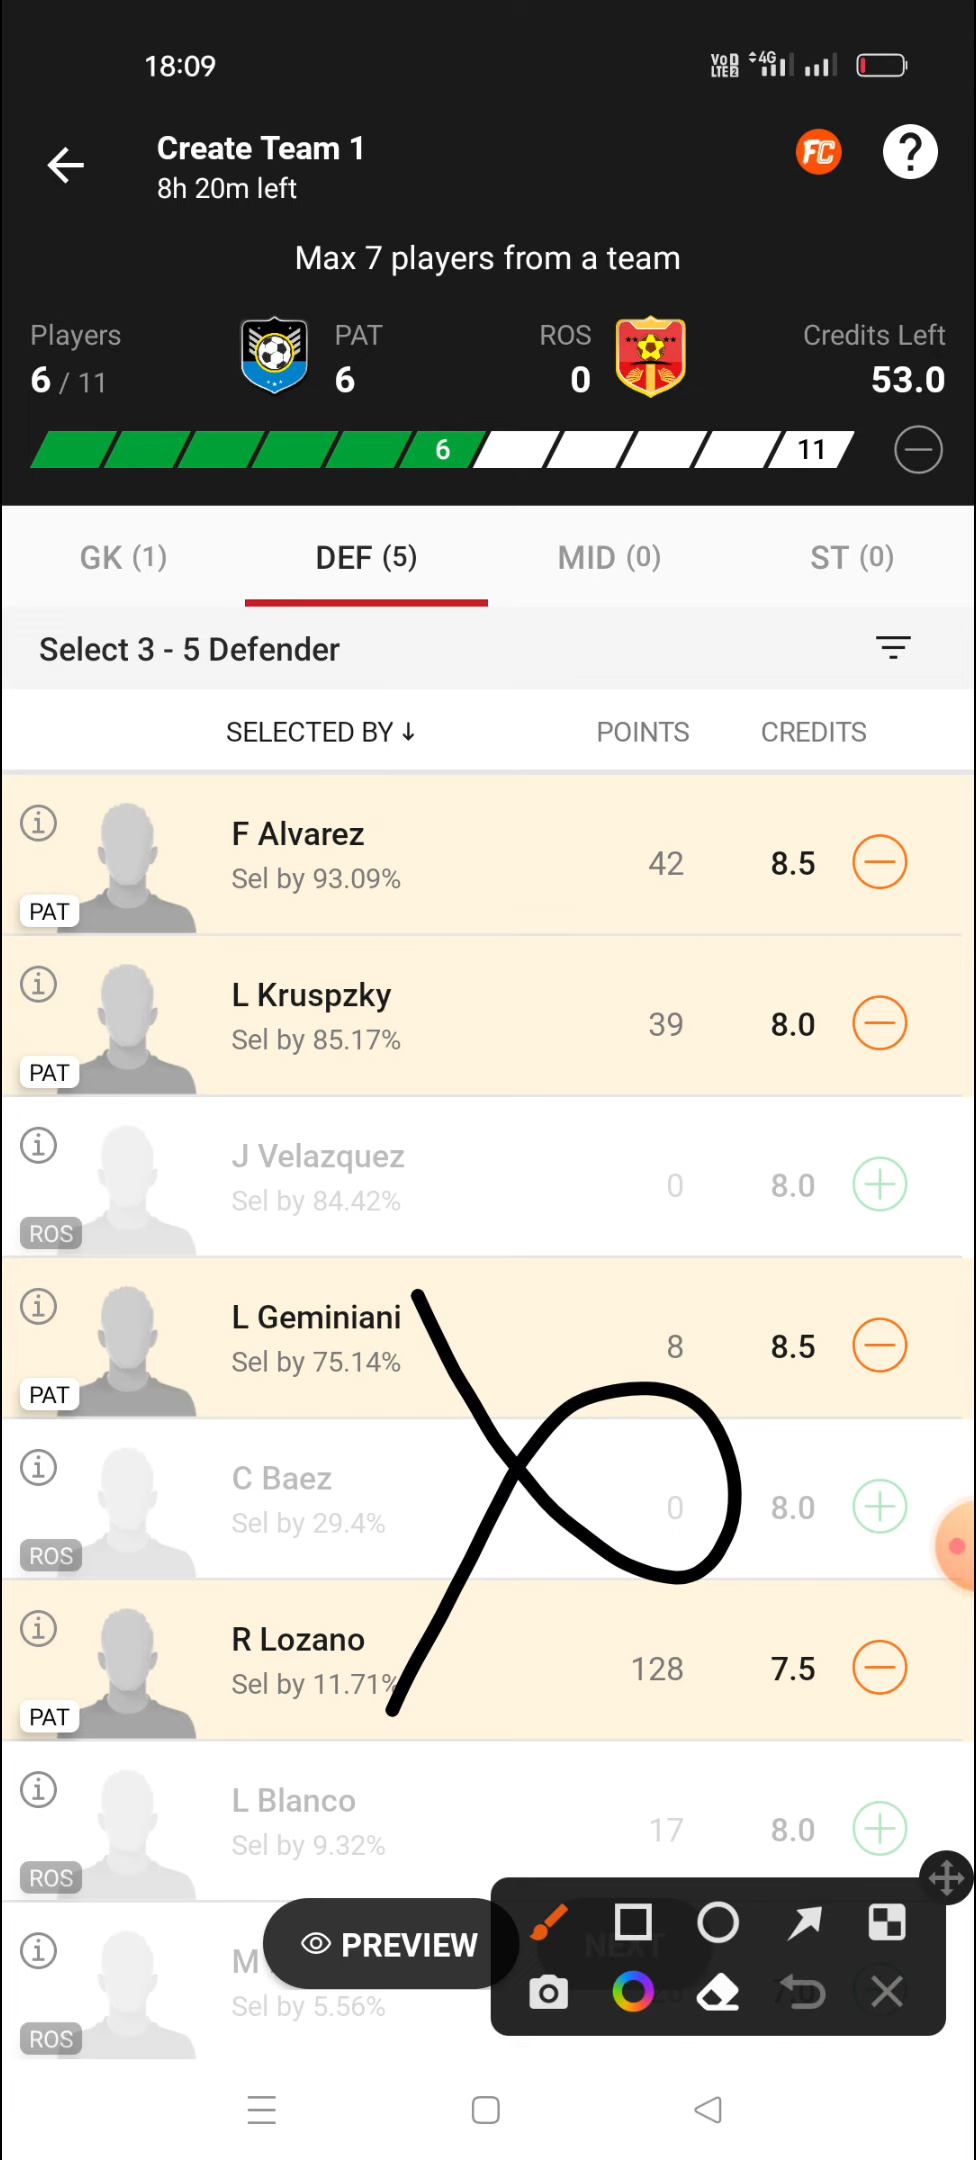 18:09
VoD LTE2 4G
Create Team 1
8h 20m left
FC
?
Max 7 players from a team
Players
6 / 11
PAT
6
ROS
0
Credits Left
53.0
6
11
GK (1)
DEF (5)
MID (0)
ST (0)
Select 3 - 5 Defender
SELECTED BY ↓
POINTS
CREDITS
F Alvarez
Sel by 93.09%
PAT
42
8.5
L Kruspzky
Sel by 85.17%
PAT
39
8.0
J Velazquez
Sel by 84.42%
ROS
0
8.0
L Geminiani
Sel by 75.14%
PAT
8
8.5
C Baez
Sel by 29.4%
ROS
0
8.0
R Lozano
Sel by 11.71%
PAT
128
7.5
L Blanco
Sel by 9.32%
ROS
17
8.0
M
Sel by 5.56%
ROS
PREVIEW
NEXT